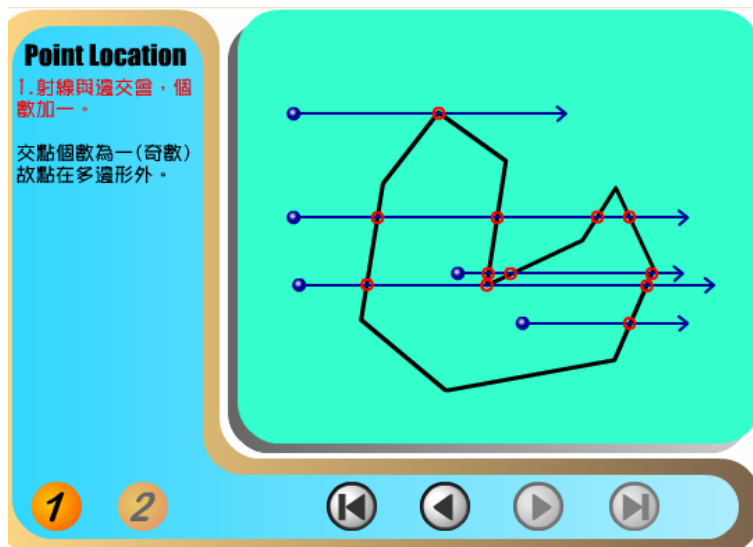 Point Location
1.射線與邊交會，個
數加一。
交點個數為一(奇數)
故點在多邊形外。
1
2